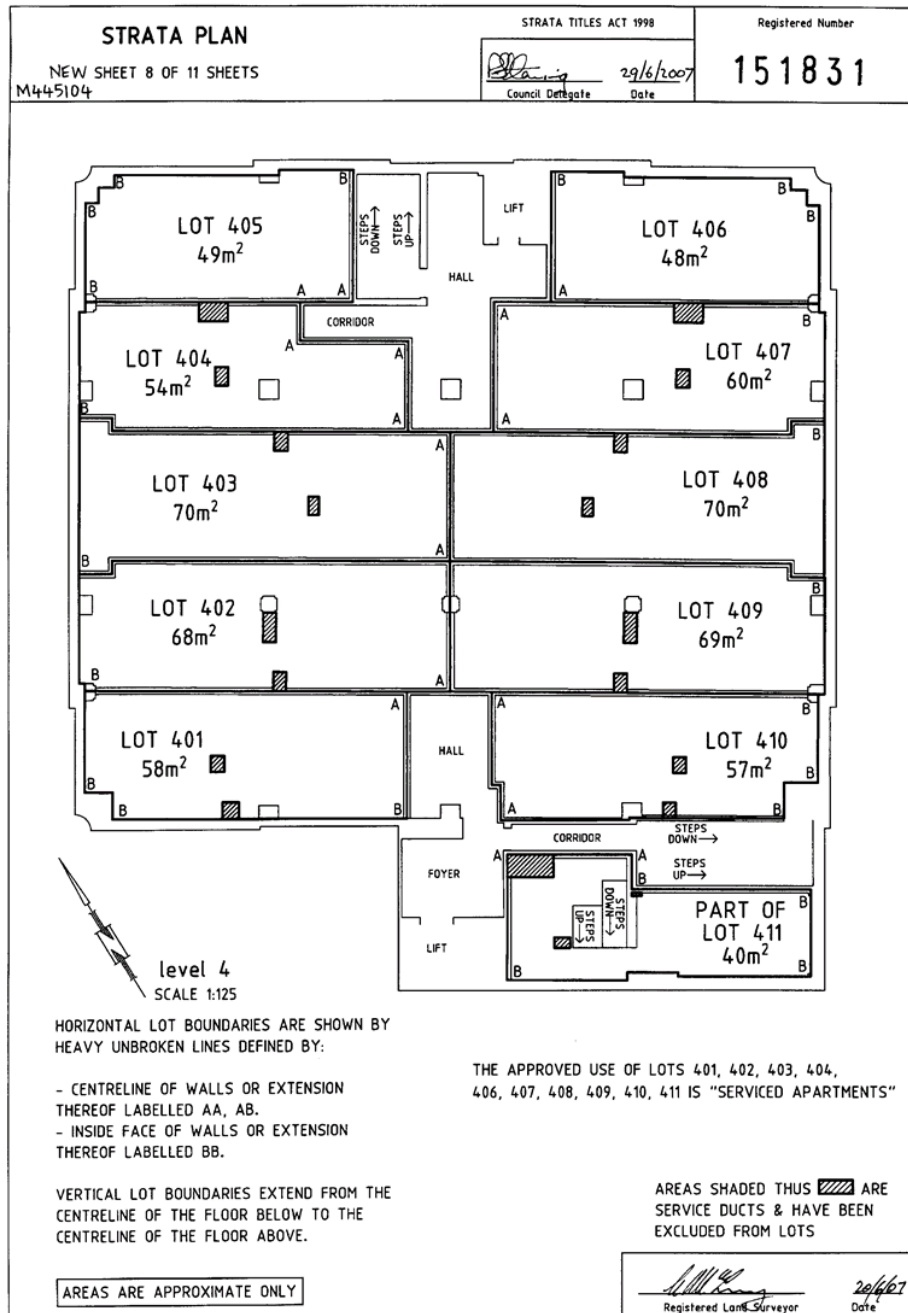 STRATA PLAN
NEW SHEET 8 OF 11 SHEETS
M445104
STRATA TITLES ACT 1998
29/6/2007
Council Delegate Date
Registered Number
151831
B B B B
LOT 405
49m²
B A A
STEPS DOWN→
STEPS UP→
LIFT
HALL
LOT 406
48m²
A
CORRIDOR
A B
LOT 404
54m²
A A
B A
LOT 407
60m²
A
B
LOT 403
70m²
A
B A
LOT 408
70m²
LOT 402
68m²
B A
B
LOT 409
69m²
A
LOT 401
58m²
B B B
HALL
A B
LOT 410
57m²
B
A B
CORRIDOR
STEPS DOWN→
STEPS UP→
FOYER
LIFT
A A
B
STEPS DOWN→
STEPS UP→
B
PART OF
LOT 411
40m²
B B
level 4
SCALE 1:125
HORIZONTAL LOT BOUNDARIES ARE SHOWN BY
HEAVY UNBROKEN LINES DEFINED BY:
- CENTRELINE OF WALLS OR EXTENSION
THEREOF LABELLED AA, AB.
- INSIDE FACE OF WALLS OR EXTENSION
THEREOF LABELLED BB.
VERTICAL LOT BOUNDARIES EXTEND FROM THE
CENTRELINE OF THE FLOOR BELOW TO THE
CENTRELINE OF THE FLOOR ABOVE.
AREAS ARE APPROXIMATE ONLY
THE APPROVED USE OF LOTS 401, 402, 403, 404,
406, 407, 408, 409, 410, 411 IS "SERVICED APARTMENTS"
AREAS SHADED THUS ARE
SERVICE DUCTS & HAVE BEEN
EXCLUDED FROM LOTS
20/6/07
Registered Land Surveyor Date